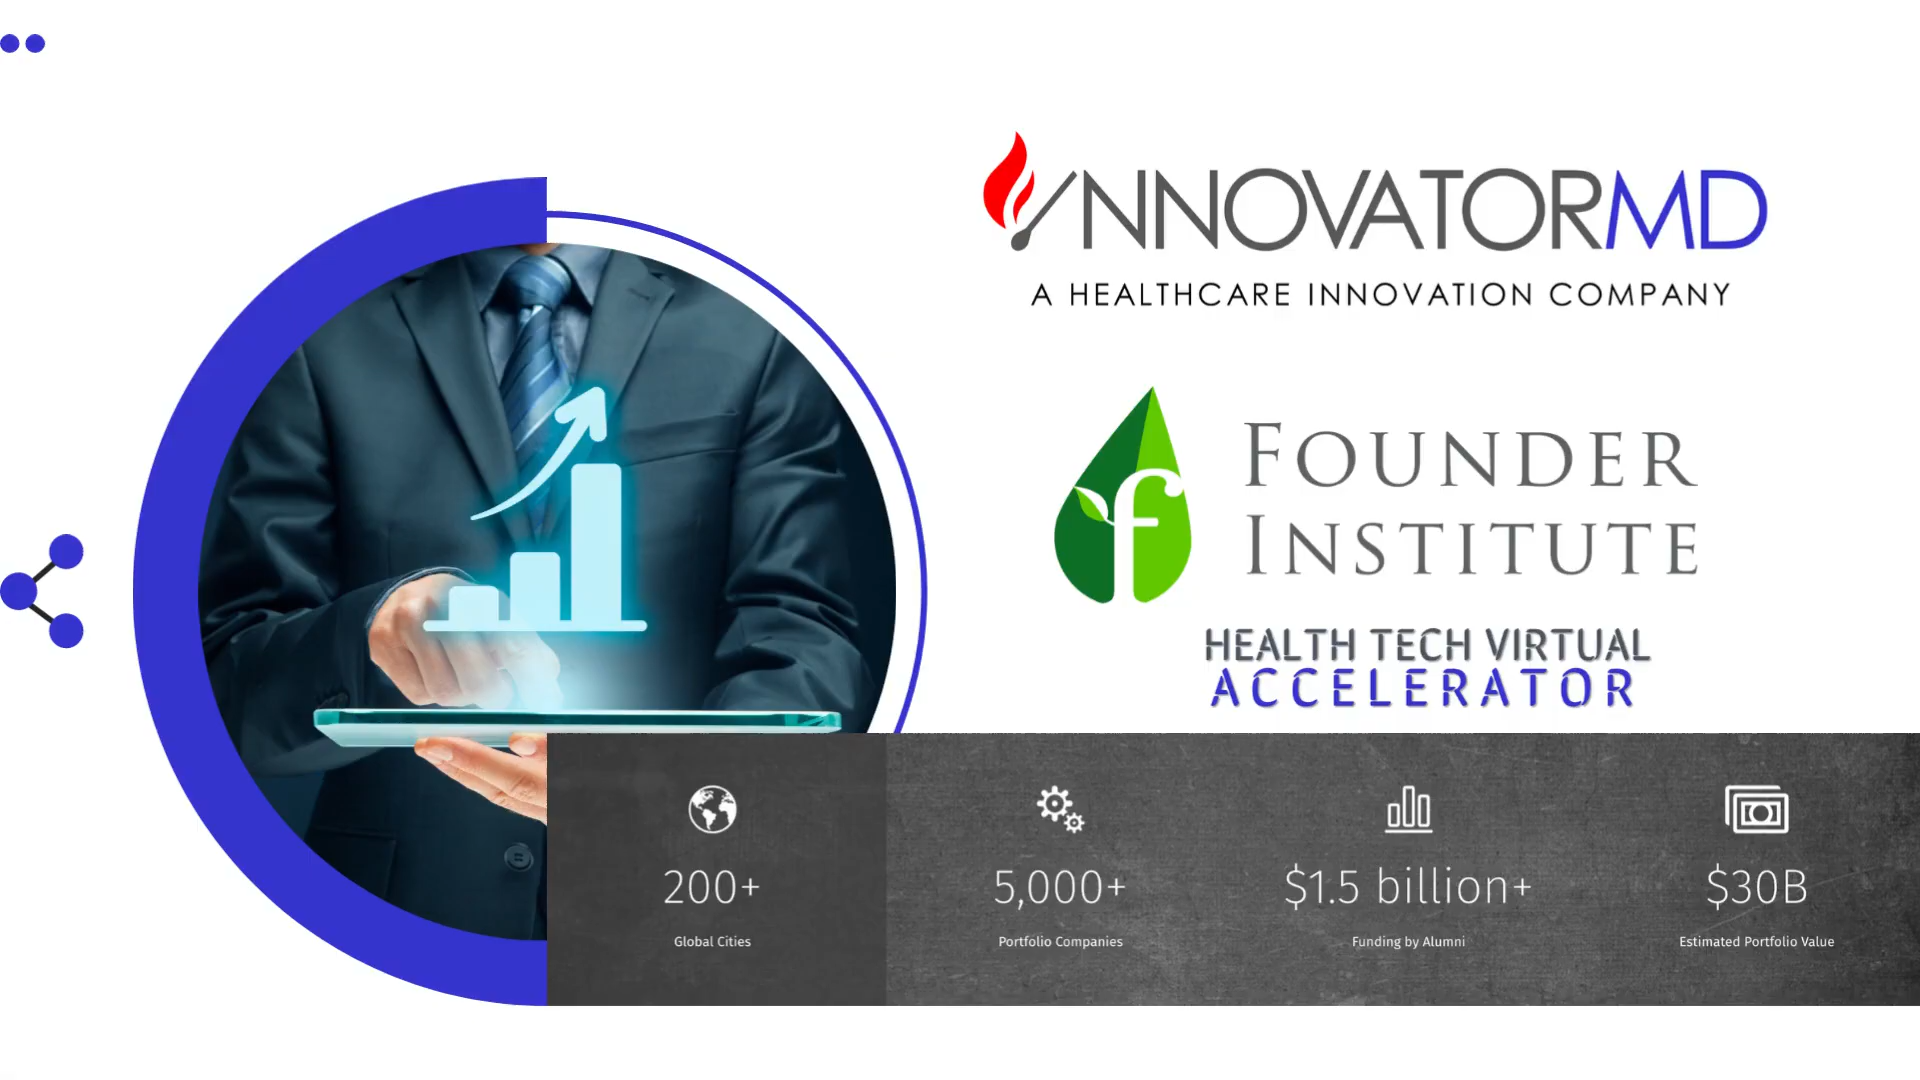 INNOVATORMD
A HEALTHCARE INNOVATION COMPANY
f
FOUNDER
INSTITUTE
HEALTH TECH VIRTUAL
ACCELERATOR
200+
Global Cities
5,000+
Portfolio Companies
$1.5 billion+
Funding by Alumni
$30B
Estimated Portfolio Value